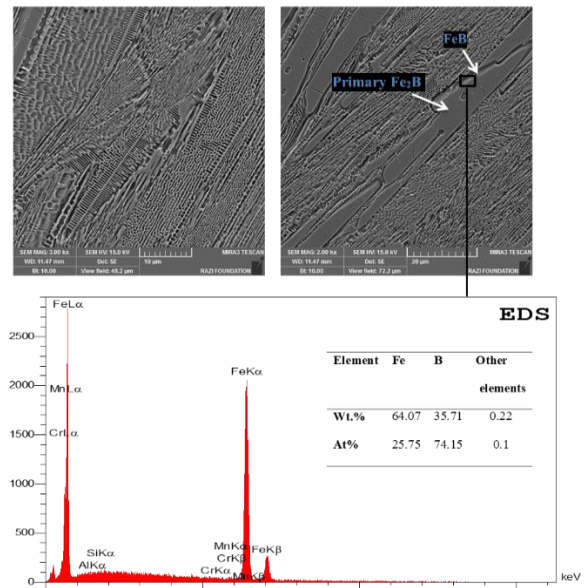 FeB
Primary Fe₂B
SEM MAG: 3.00 kx SEM HV: 15.0 kV MIRA3 TESCAN
WD: 11.47 mm Det: SE 10 µm
BI: 10.00 View field: 48.2 µm RAZI FOUNDATION
SEM MAG: 2.00 kx SEM HV: 15.0 kV MIRA3 TESCAN
WD: 11.47 mm Det: SE 20 µm
BI: 10.00 View field: 72.2 µm RAZI FOUNDATION
EDS
FeLα
MnLα
CrLα
SiKα
AlKα
FeKα
MnKα
CrKβ
CrKα
MnKβ
FeKβ
2500
2000
1500
1000
500
0
keV
Element Fe B Other
elements
Wt.% 64.07 35.71 0.22
At% 25.75 74.15 0.1